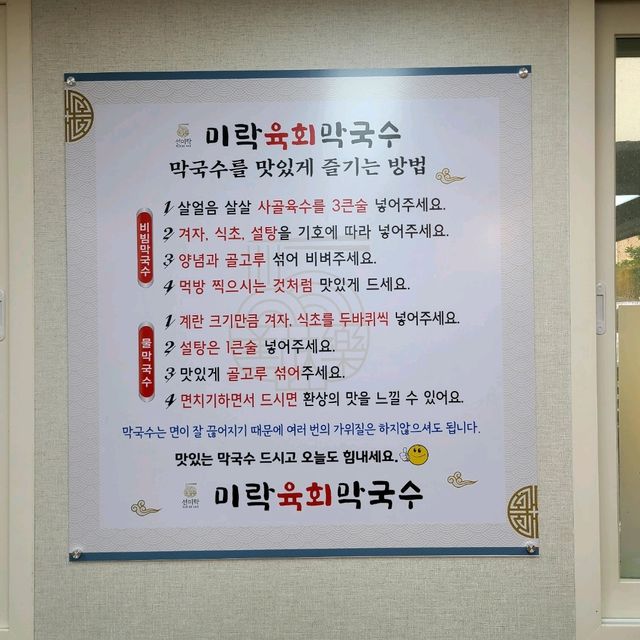 선미락
미락육회막국수
막국수를 맛있게 즐기는 방법
비빔막국수
1 살얼음 살살 사골육수를 3큰술 넣어주세요.
2 겨자, 식초, 설탕을 기호에 따라 넣어주세요.
3 양념과 골고루 섞어 비벼주세요.
4 먹방 찍으시는 것처럼 맛있게 드세요.
물막국수
1 계란 크기만큼 겨자, 식초를 두바퀴씩 넣어주세요.
2 설탕은 1큰술 넣어주세요.
3 맛있게 골고루 섞어주세요.
4 면치기하면서 드시면 환상의 맛을 느낄 수 있어요.
막국수는 면이 잘 끊어지기 때문에 여러 번의 가위질은 하지않으셔도 됩니다.
맛있는 막국수 드시고 오늘도 힘내세요.
선미락
미락육회막국수